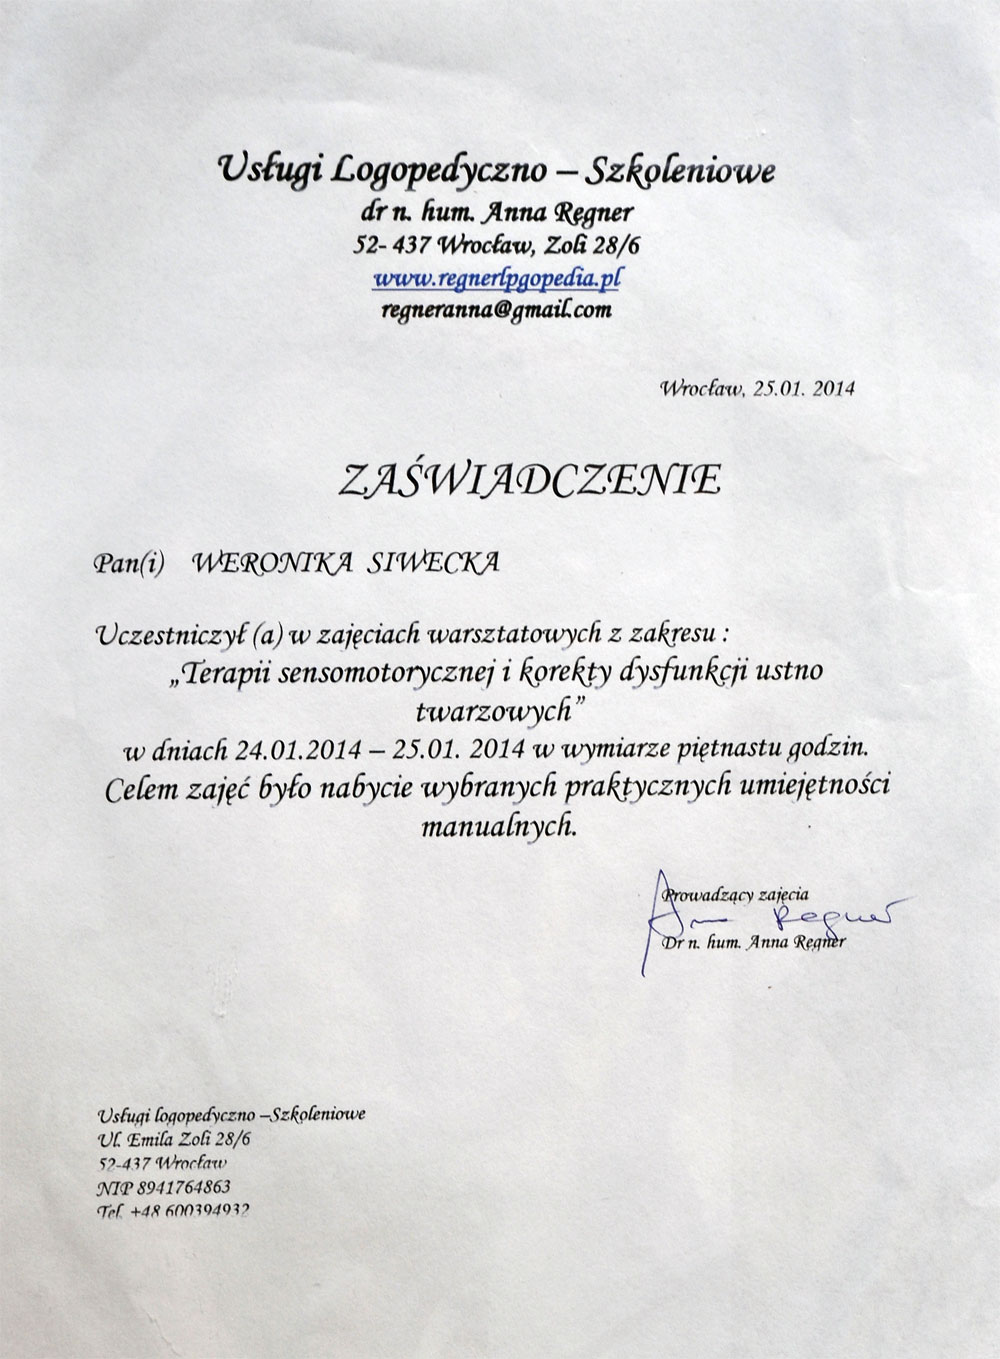 Usługi Logopedyczno – Szkoleniowe
dr n. hum. Anna Regner
52- 437 Wrocław, Zoli 28/6
www.regnerlpgopedia.pl
regneranna@gmail.com
Wrocław, 25.01. 2014
ZAŚWIADCZENIE
Pan(i) WERONIKA SIWECKA
Uczestniczył (a) w zajęciach warsztatowych z zakresu :
„Terapii sensomotorycznej i korekty dysfunkcji ustno
twarzowych”
w dniach 24.01.2014 – 25.01. 2014 w wymiarze piętnastu godzin.
Celem zajęć było nabycie wybranych praktycznych umiejętności
manualnych.
Prowadzący zajęcia
Anna Regner
Dr n. hum. Anna Regner
Usługi logopedyczno –Szkoleniowe
Ul. Emila Zoli 28/6
52-437 Wrocław
NIP 8941764863
Tel. +48 600394932